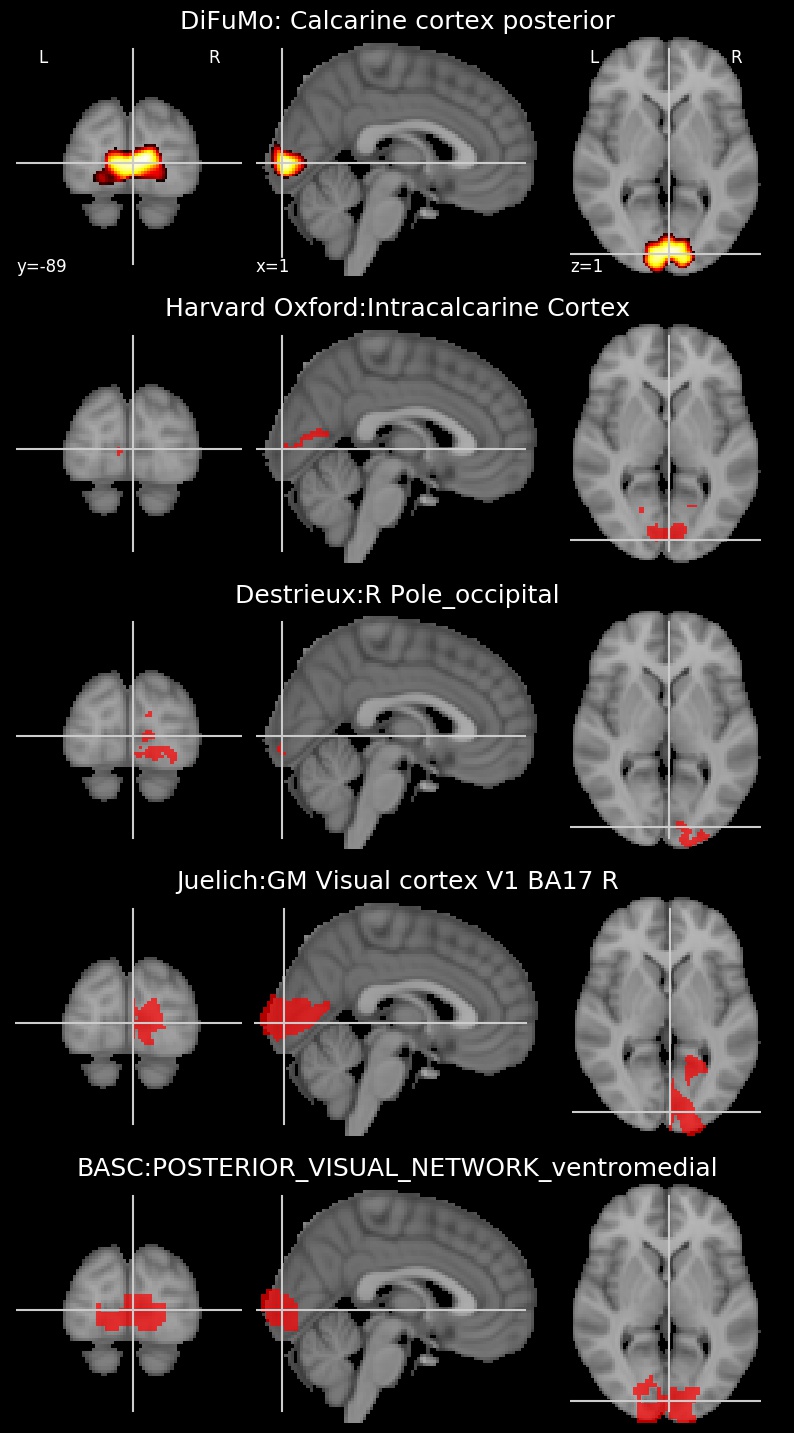 DiFuMo: Calcarine cortex posterior
L R L R
y=-89 x=1 z=1
Harvard Oxford:Intracalcarine Cortex
Destrieux:R Pole_occipital
Juelich:GM Visual cortex V1 BA17 R
BASC:POSTERIOR_VISUAL_NETWORK_ventromedial